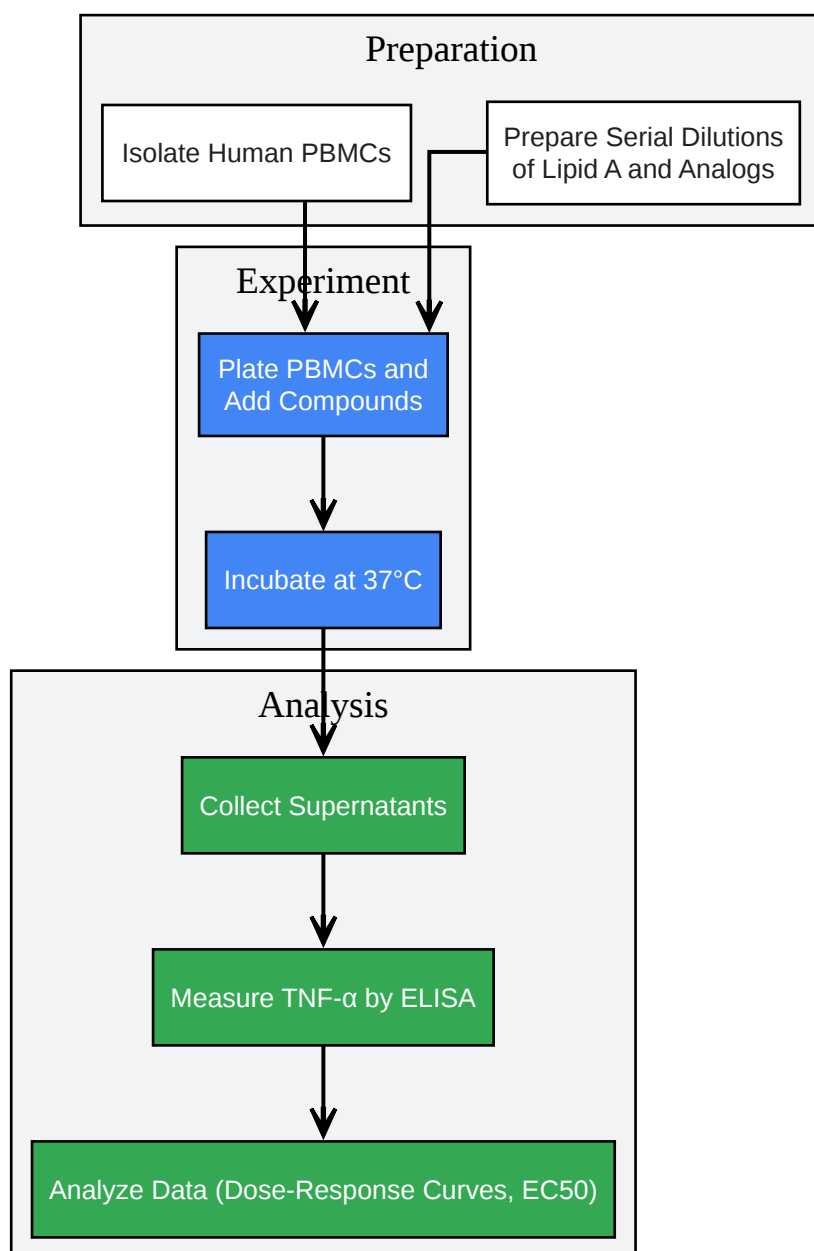 Preparation
Isolate Human PBMCs
Prepare Serial Dilutions
of Lipid A and Analogs
Experiment
Plate PBMCs and
Add Compounds
Incubate at 37°C
Analysis
Collect Supernatants
Measure TNF-α by ELISA
Analyze Data (Dose-Response Curves, EC50)